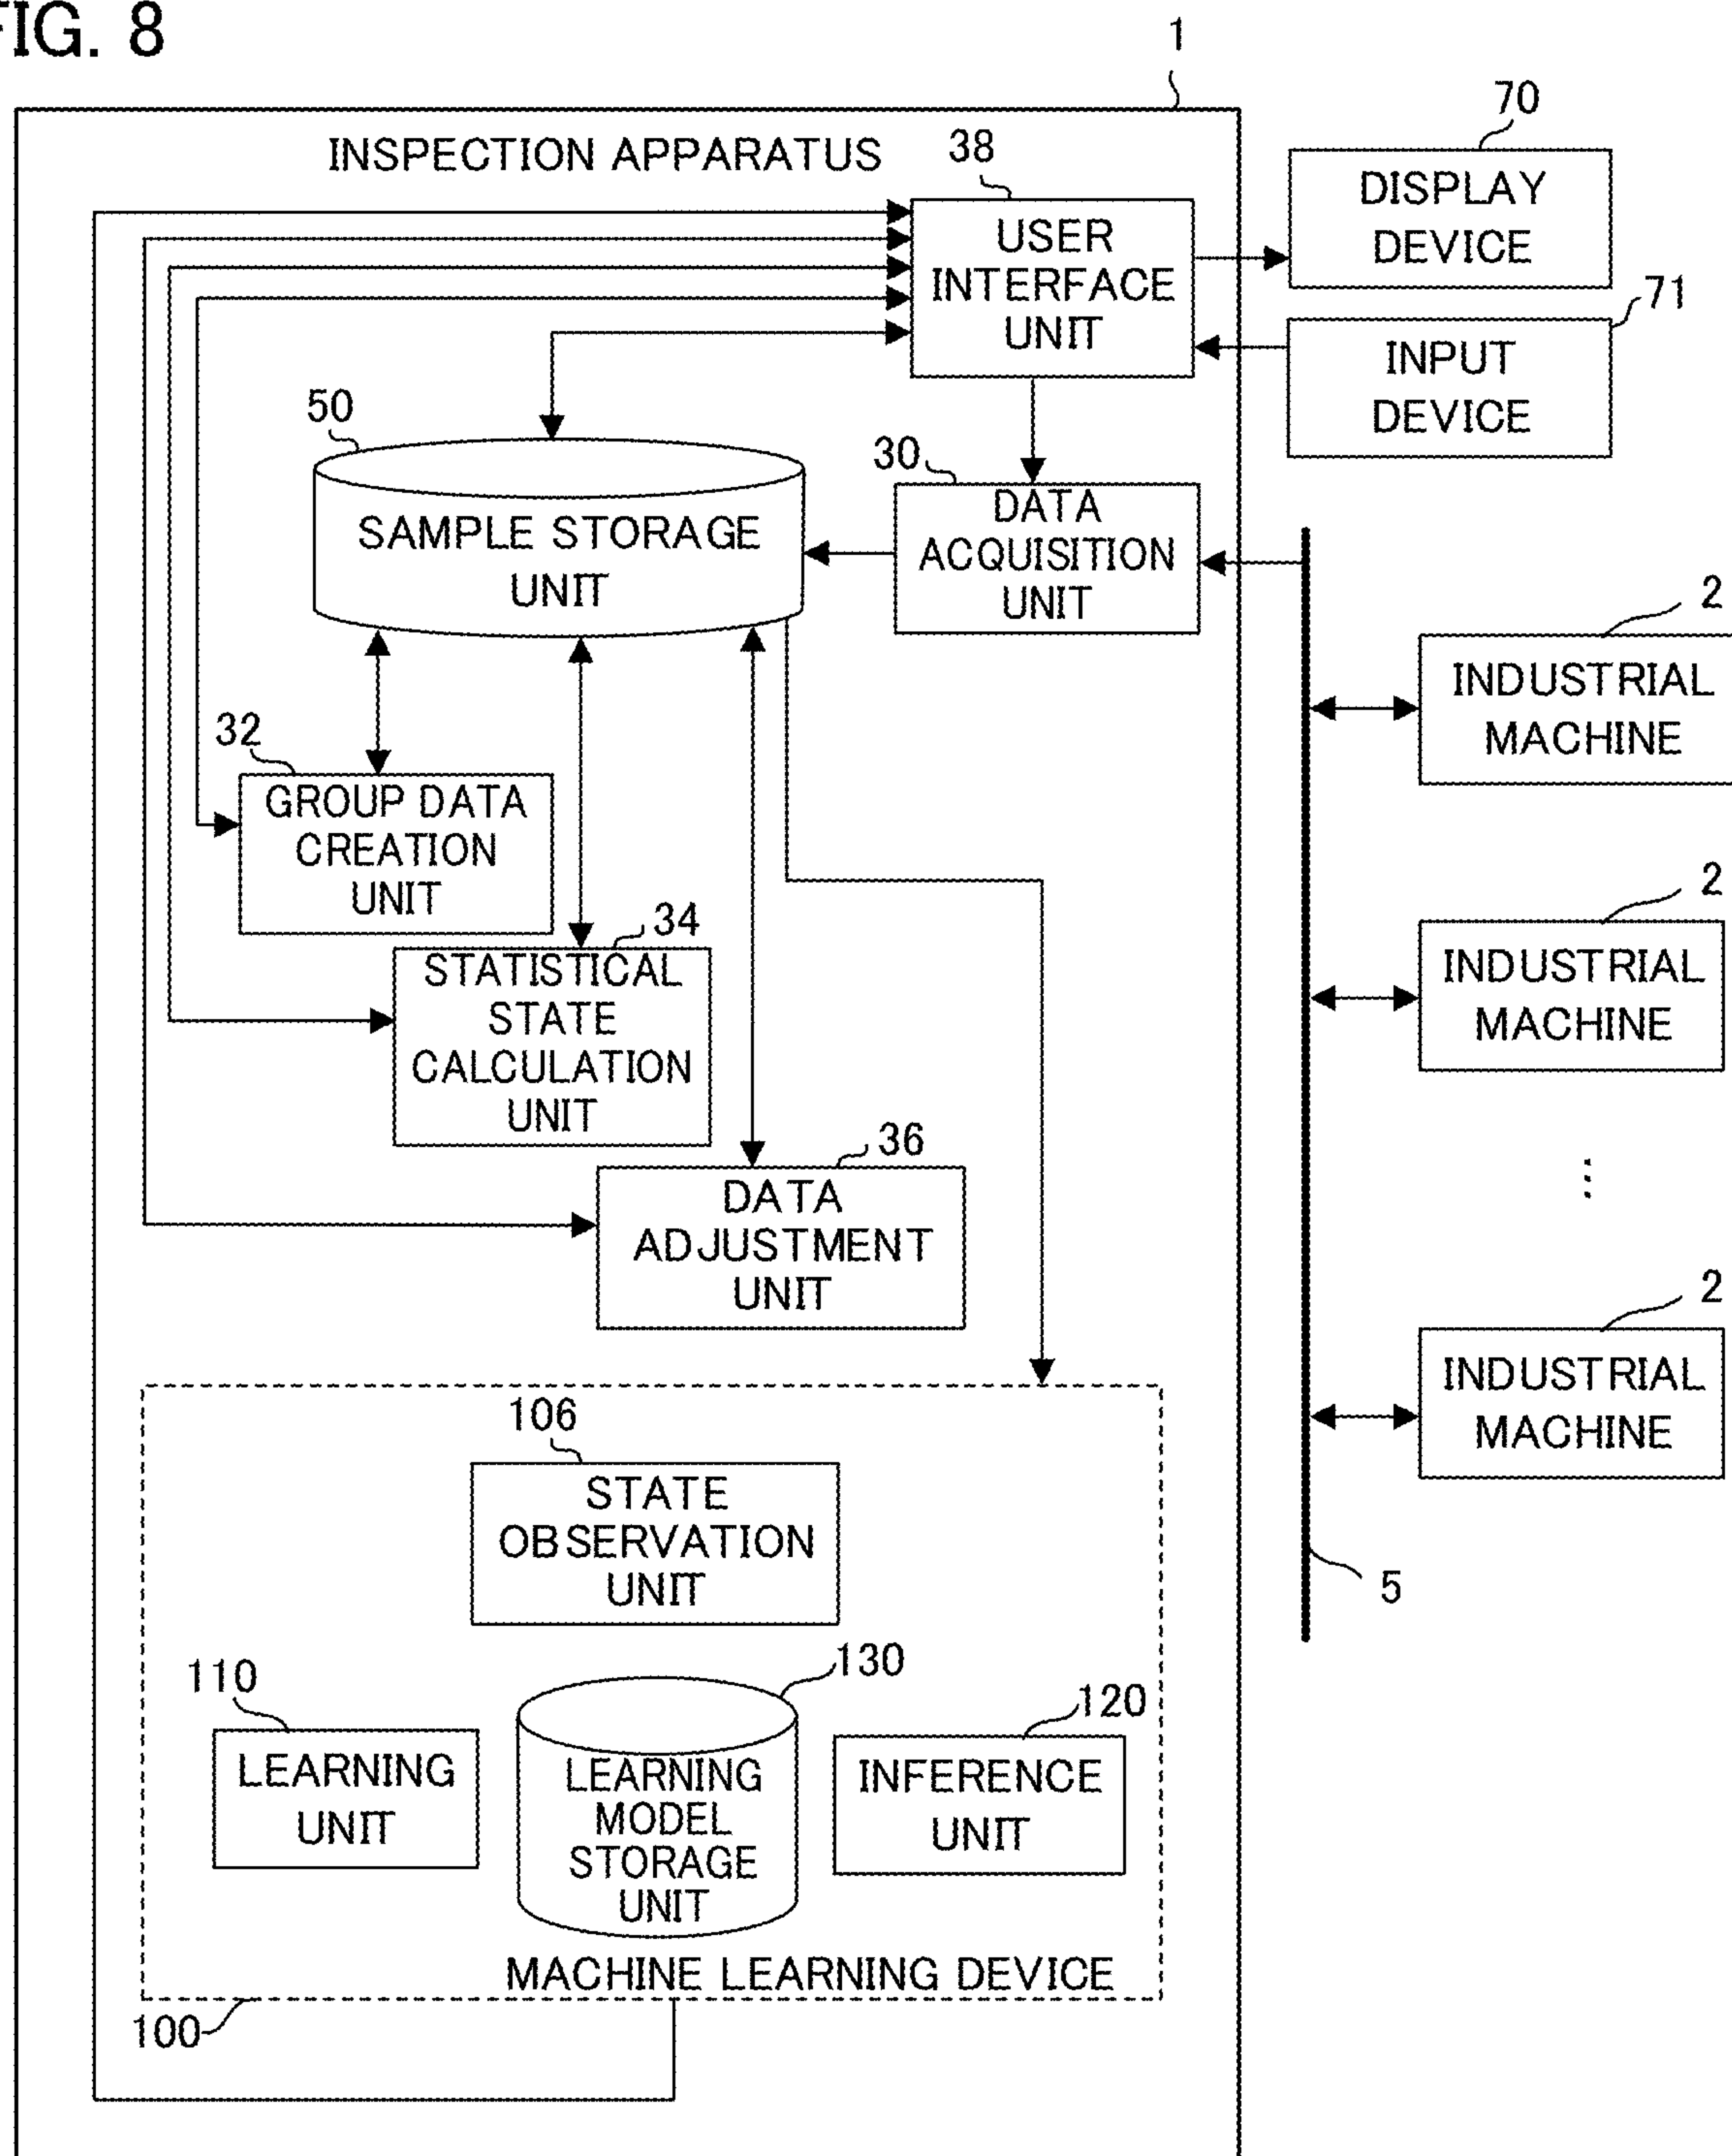 FIG. 8
1
INSPECTION APPARATUS
38
USER
INTERFACE
UNIT
70
DISPLAY
DEVICE
71
INPUT
DEVICE
50
SAMPLE STORAGE
UNIT
30
DATA
ACQUISITION
UNIT
2
INDUSTRIAL
MACHINE
32
GROUP DATA
CREATION
UNIT
2
INDUSTRIAL
MACHINE
34
STATISTICAL
STATE
CALCULATION
UNIT
36
DATA
ADJUSTMENT
UNIT
⋮
2
INDUSTRIAL
MACHINE
106
STATE
OBSERVATION
UNIT
5
110
LEARNING
UNIT
130
LEARNING
MODEL
STORAGE
UNIT
120
INFERENCE
UNIT
MACHINE LEARNING DEVICE
100